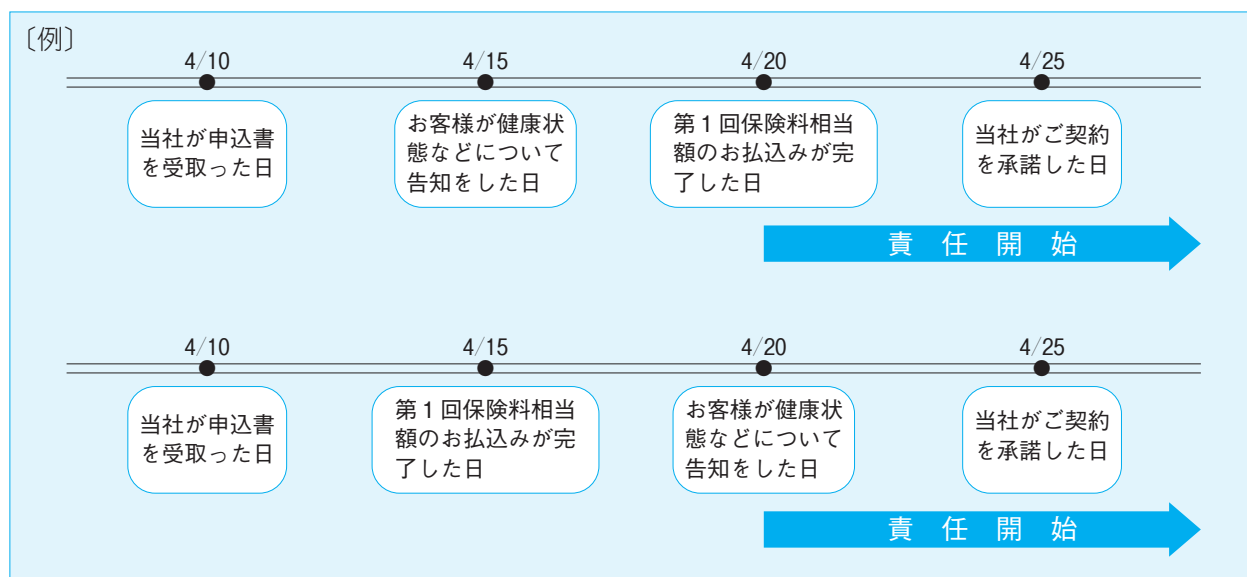 〔例〕
4/10
4/15
4/20
4/25
当社が申込書
を受取った日
お客様が健康状
態などについて
告知をした日
第１回保険料相当
額のお払込みが完
了した日
当社がご契約
を承諾した日
責任開始
4/10
4/15
4/20
4/25
当社が申込書
を受取った日
第１回保険料相当
額のお払込みが完
了した日
お客様が健康状
態などについて
告知をした日
当社がご契約
を承諾した日
責任開始